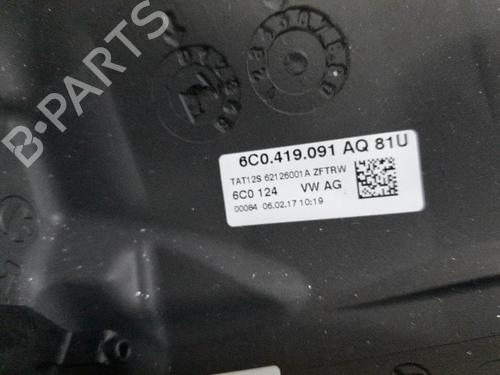 B-PARTS
6C0.419.091 AQ 81U
TAT12S 62126001A ZFTRW
6C0 124 VW AG
00084 06.02.17 10:19